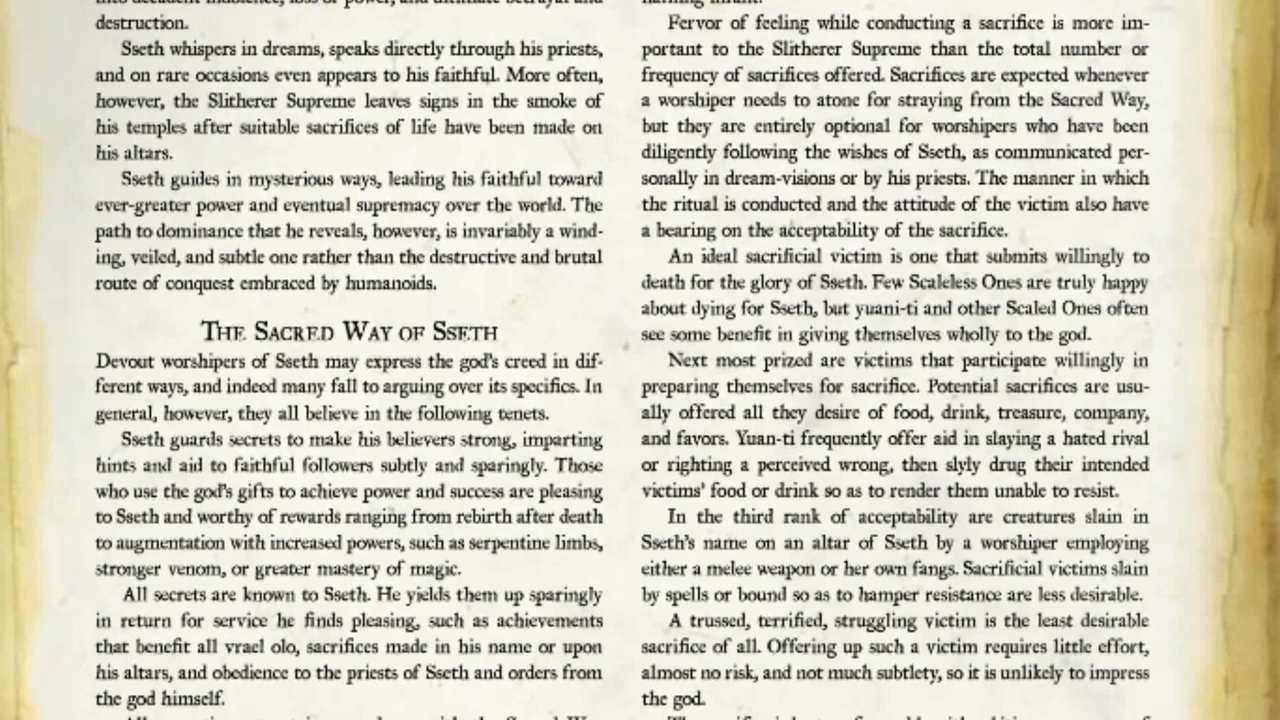 destruction.
Sseth whispers in dreams, speaks directly through his priests,
and on rare occasions even appears to his faithful. More often,
however, the Slitherer Supreme leaves signs in the smoke of
his temples after suitable sacrifices of life have been made on
his altars.
Sseth guides in mysterious ways, leading his faithful toward
ever-greater power and eventual supremacy over the world. The
path to dominance that he reveals, however, is invariably a wind-
ing, veiled, and subtle one rather than the destructive and brutal
route of conquest embraced by humanoids.
THE SACRED WAY OF SSETH
Devout worshipers of Sseth may express the god's creed in dif-
ferent ways, and indeed many fall to arguing over its specifics. In
general, however, they all believe in the following tenets.
Sseth guards secrets to make his believers strong, imparting
hints and aid to faithful followers subtly and sparingly. Those
who use the god's gifts to achieve power and success are pleasing
to Sseth and worthy of rewards ranging from rebirth after death
to augmentation with increased powers, such as serpentine limbs,
stronger venom, or greater mastery of magic.
All secrets are known to Sseth. He yields them up sparingly
in return for service he finds pleasing, such as achievements
that benefit all vrael olo, sacrifices made in his name or upon
his altars, and obedience to the priests of Sseth and orders from
the god himself.
Fervor of feeling while conducting a sacrifice is more im-
portant to the Slitherer Supreme than the total number or
frequency of sacrifices offered. Sacrifices are expected whenever
a worshiper needs to atone for straying from the Sacred Way,
but they are entirely optional for worshipers who have been
diligently following the wishes of Sseth, as communicated per-
sonally in dream-visions or by his priests. The manner in which
the ritual is conducted and the attitude of the victim also have
a bearing on the acceptability of the sacrifice.
An ideal sacrificial victim is one that submits willingly to
death for the glory of Sseth. Few Scaleless Ones are truly happy
about dying for Sseth, but yuani-ti and other Scaled Ones often
see some benefit in giving themselves wholly to the god.
Next most prized are victims that participate willingly in
preparing themselves for sacrifice. Potential sacrifices are usu-
ally offered all they desire of food, drink, treasure, company,
and favors. Yuan-ti frequently offer aid in slaying a hated rival
or righting a perceived wrong, then slyly drug their intended
victims' food or drink so as to render them unable to resist.
In the third rank of acceptability are creatures slain in
Sseth's name on an altar of Sseth by a worshiper employing
either a melee weapon or her own fangs. Sacrificial victims slain
by spells or bound so as to hamper resistance are less desirable.
A trussed, terrified, struggling victim is the least desirable
sacrifice of all. Offering up such a victim requires little effort,
almost no risk, and not much subtlety, so it is unlikely to impress
the god.